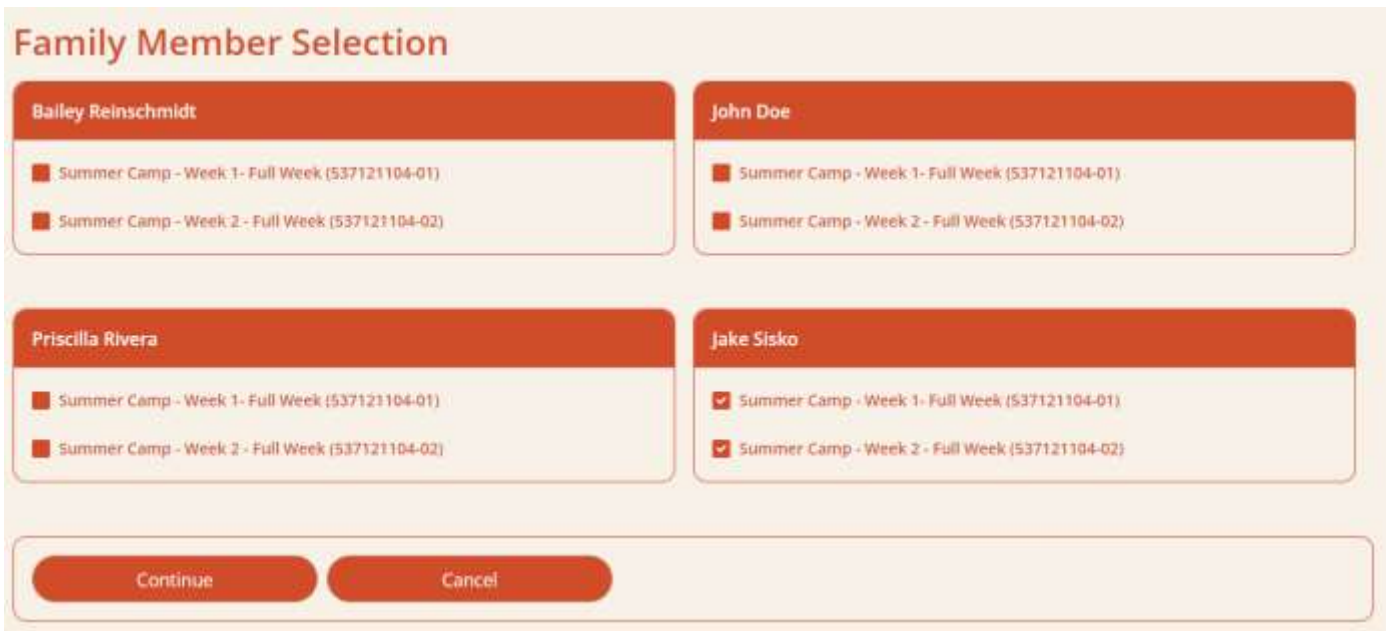 Family Member Selection
Bailey Reinschmidt
Summer Camp - Week 1- Full Week (537121104-01)
Summer Camp - Week 2 - Full Week (537121104-02)
John Doe
Summer Camp - Week 1- Full Week (537121104-01)
Summer Camp - Week 2 - Full Week (537121104-02)
Priscilla Rivera
Summer Camp - Week 1- Full Week (537121104-01)
Summer Camp - Week 2 - Full Week (537121104-02)
Jake Sisko
Summer Camp - Week 1- Full Week (537121104-01)
Summer Camp - Week 2 - Full Week (537121104-02)
Continue
Cancel